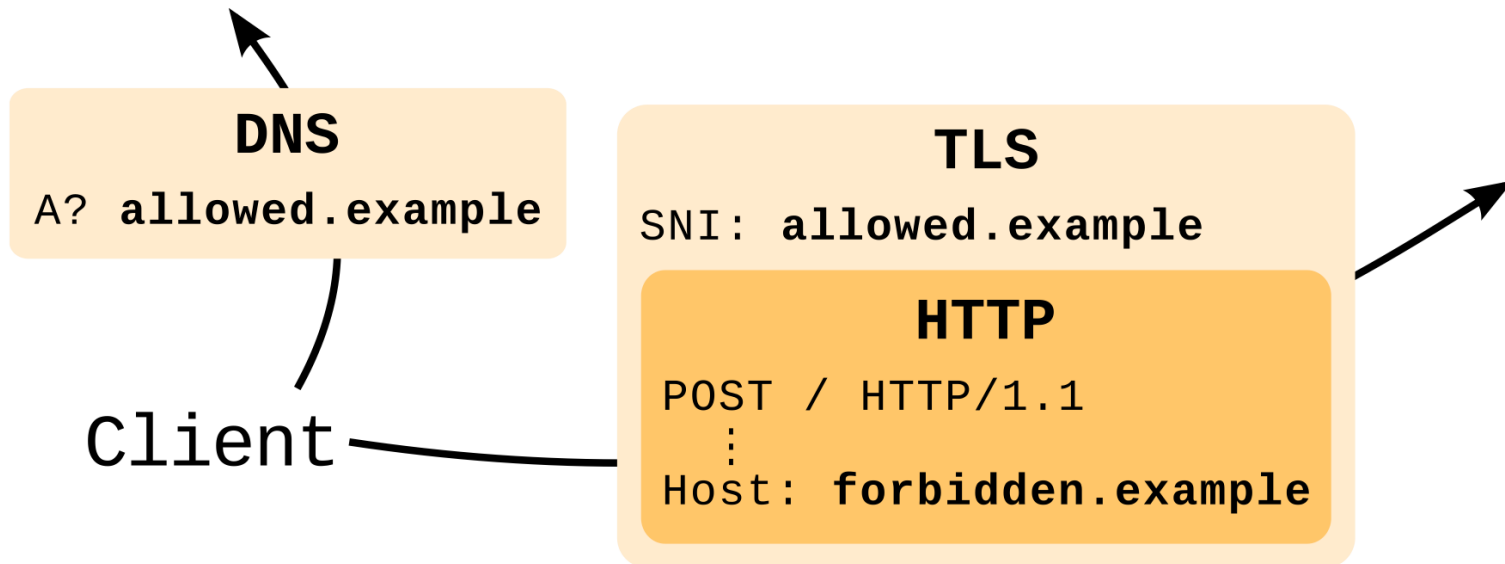 DNS
A? allowed.example
TLS
SNI: allowed.example
HTTP
POST / HTTP/1.1
⋮
Host: forbidden.example
Client